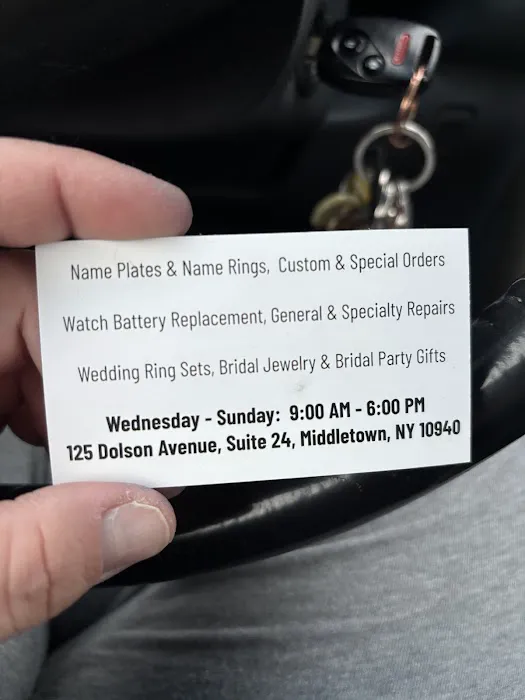 Name Plates & Name Rings, Custom & Special Orders
Watch Battery Replacement, General & Specialty Repairs
Wedding Ring Sets, Bridal Jewelry & Bridal Party Gifts
Wednesday - Sunday: 9:00 AM - 6:00 PM
125 Dolson Avenue, Suite 24, Middletown, NY 10940